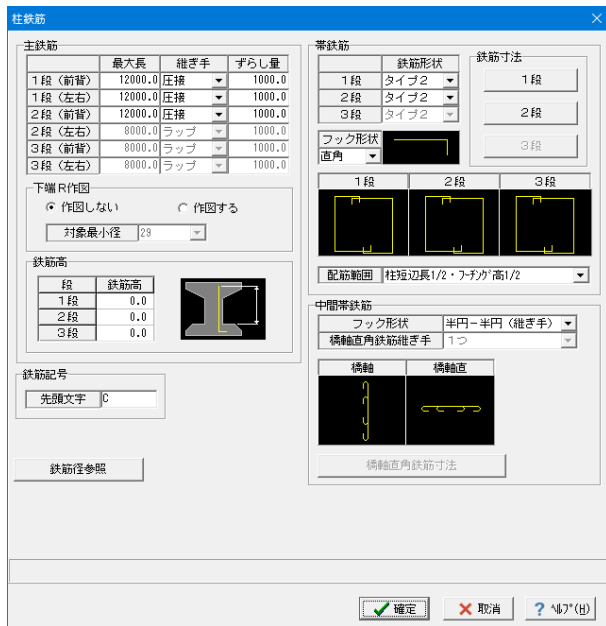 柱鉄筋
主鉄筋
最大長 継ぎ手 ずらし量
1段（前背） 12000.0 圧接 1000.0
1段（左右） 12000.0 圧接 1000.0
2段（前背） 12000.0 圧接 1000.0
2段（左右） 8000.0 ラップ 1000.0
3段（前背） 8000.0 ラップ 1000.0
3段（左右） 8000.0 ラップ 1000.0
下端R作図
作図しない 作図する
対象最小径 29
鉄筋高
段 鉄筋高
1段 0.0
2段 0.0
3段 0.0
鉄筋記号
先頭文字 C
鉄筋径参照
帯鉄筋
鉄筋形状
1段 タイプ2
2段 タイプ2
3段 タイプ2
鉄筋寸法
1段
2段
3段
フック形状
直角
1段 2段 3段
配筋範囲 柱短辺長1/2・フーチング高1/2
中間帯鉄筋
フック形状 半円－半円（継ぎ手）
橋軸直角鉄筋継ぎ手 1つ
橋軸 橋軸直
橋軸直角鉄筋寸法
確定 取消 ヘルプ(H)